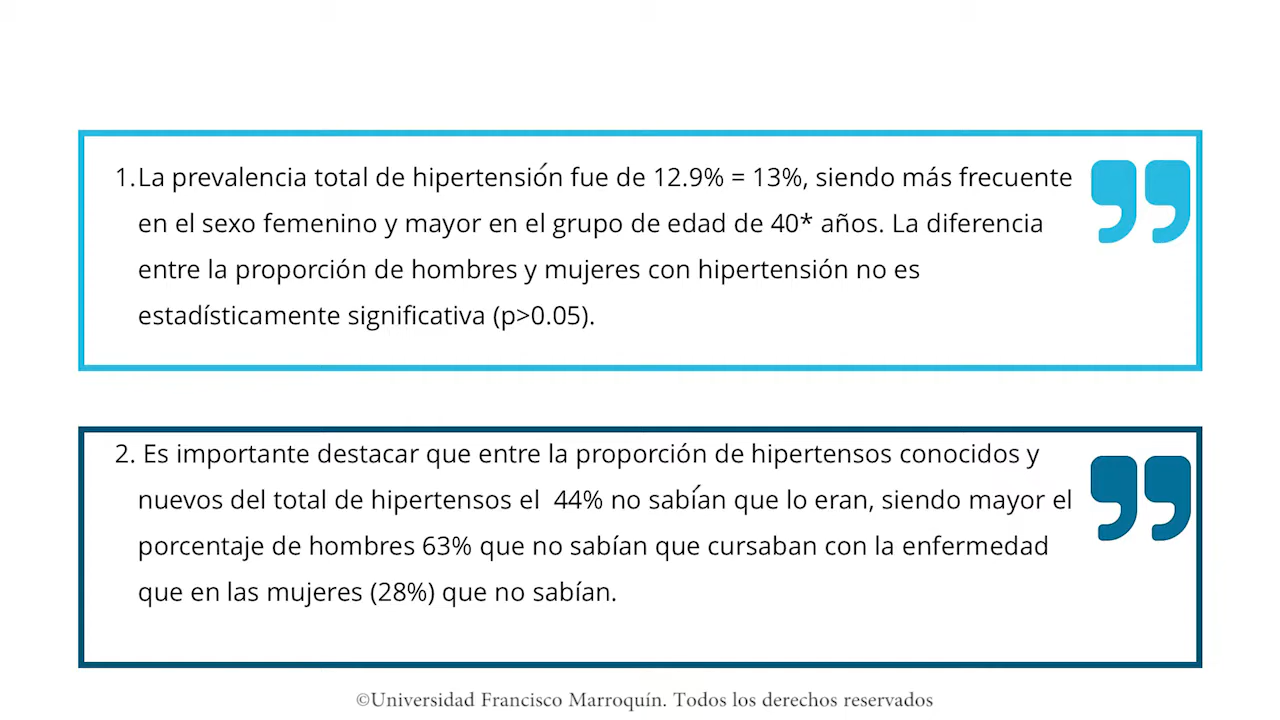 1.La prevalencia total de hipertensión fue de 12.9% = 13%, siendo más frecuente
en el sexo femenino y mayor en el grupo de edad de 40* años. La diferencia
entre la proporción de hombres y mujeres con hipertensión no es
estadísticamente significativa (p>0.05).
2. Es importante destacar que entre la proporción de hipertensos conocidos y
nuevos del total de hipertensos el 44% no sabían que lo eran, siendo mayor el
porcentaje de hombres 63% que no sabían que cursaban con la enfermedad
que en las mujeres (28%) que no sabían.
©Universidad Francisco Marroquín. Todos los derechos reservados